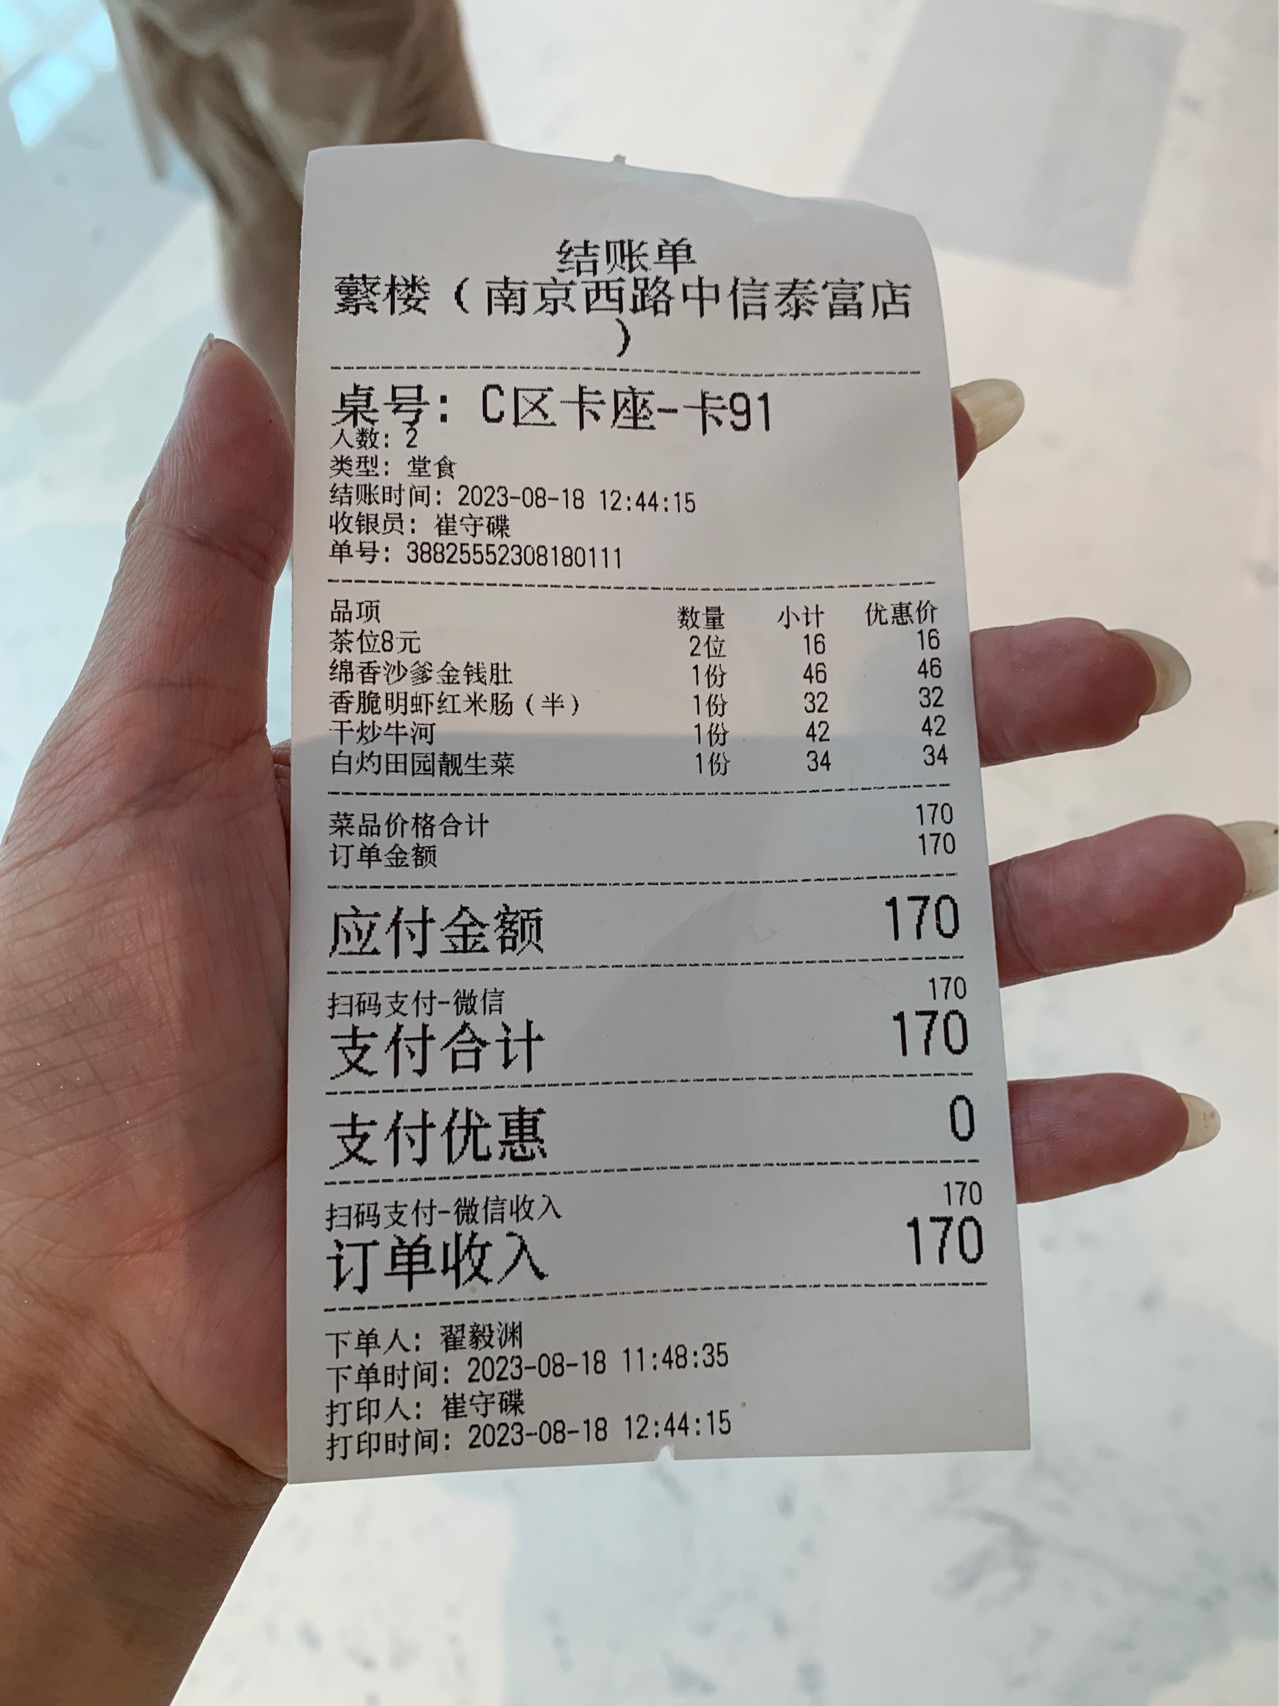 结账单
蘩楼（南京西路中信泰富店
）
桌号: C区卡座-卡91
人数: 2
类型: 堂食
结账时间: 2023-08-18 12:44:15
收银员: 崔守碟
单号: 38825552308180111
品项 数量 小计 优惠价
茶位8元 2位 16 16
绵香沙爹金钱肚 1份 46 46
香脆明虾红米肠（半） 1份 32 32
干炒牛河 1份 42 42
白灼田园靓生菜 1份 34 34
菜品价格合计 170
订单金额 170
应付金额 170
扫码支付-微信 170
支付合计 170
支付优惠 0
扫码支付-微信收入 170
订单收入 170
下单人: 翟毅渊
下单时间: 2023-08-18 11:48:35
打印人: 崔守碟
打印时间: 2023-08-18 12:44:15